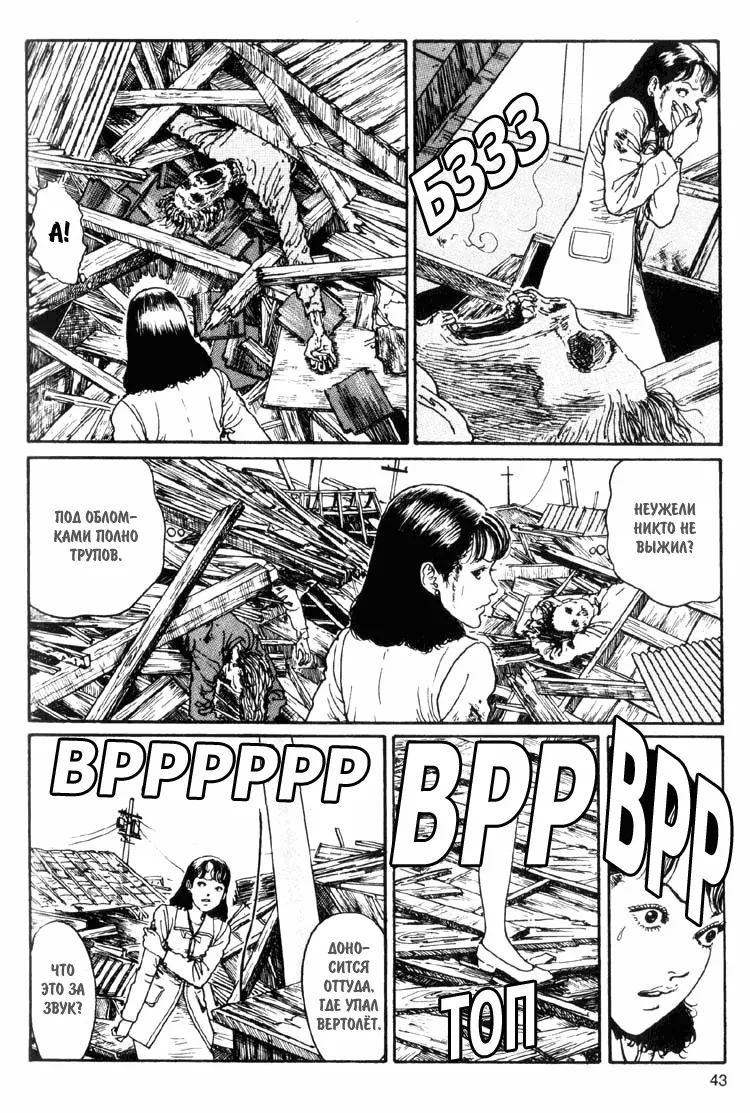 А!
БЗЗЗ
ПОД ОБЛОМ-
КАМИ ПОЛНО
ТРУПОВ.
НЕУЖЕЛИ
НИКТО НЕ
ВЫЖИЛ?
ВРРРРРР
ЧТО
ЭТО ЗА
ЗВУК?
ДОНО-
СИТСЯ
ОТТУДА,
ГДЕ УПАЛ
ВЕРТОЛЁТ.
ВРР
ТОП
ВРР
43